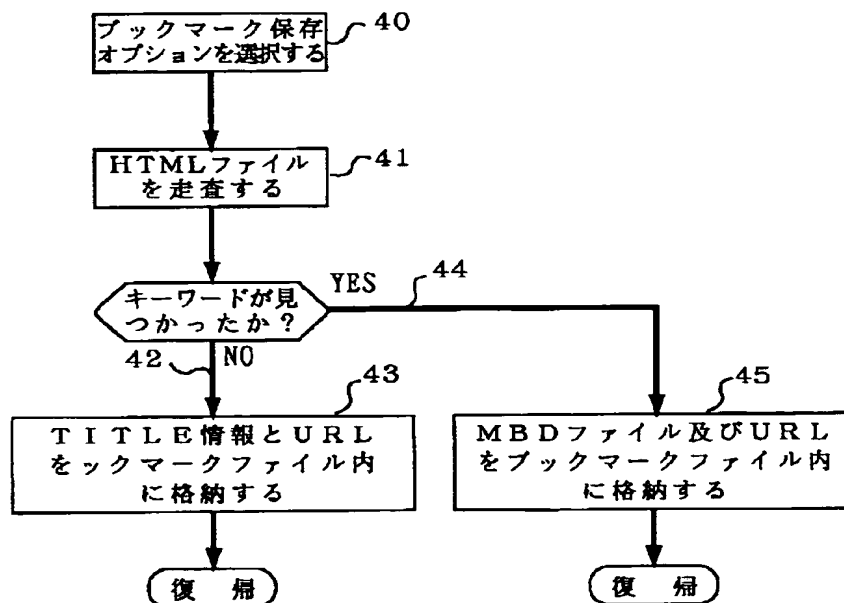 ブックマーク保存
オプションを選択する
40
HTMLファイル
を走査する
41
キーワードが見
つかったか?
YES
44
42
NO
43
TITLE情報とURL
をックマークファイル内
に格納する
45
MBDファイル及びURL
をブックマークファイル内
に格納する
復 帰
復 帰